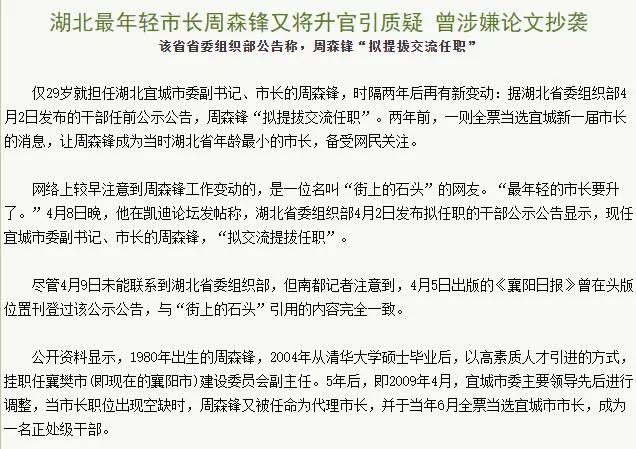 湖北最年轻市长周森锋又将升官引质疑 曾涉嫌论文抄袭
该省省委组织部公告称，周森锋“拟提拔交流任职”
仅29岁就担任湖北宜城市委副书记、市长的周森锋，时隔两年后再有新变动：据湖北省委组织部4
月2日发布的干部任前公示公告，周森锋“拟提拔交流任职”。两年前，一则全票当选宜城新一届市长
的消息，让周森锋成为当时湖北省年龄最小的市长，备受网民关注。
网络上较早注意到周森锋工作变动的，是一位名叫“街上的石头”的网友。“最年轻的市长要升
了。”4月8日晚，他在凯迪论坛发帖称，湖北省委组织部4月2日发布拟任职的干部公示公告显示，现任
宜城市委副书记、市长的周森锋，“拟交流提拔任职”。
尽管4月9日未能联系到湖北省委组织部，但南都记者注意到，4月5日出版的《襄阳日报》曾在头版
位置刊登过该公示公告，与“街上的石头”引用的内容完全一致。
公开资料显示，1980年出生的周森锋，2004年从清华大学硕士毕业后，以高素质人才引进的方式，
挂职任襄樊市(即现在的襄阳市)建设委员会副主任。5年后，即2009年4月，宜城市委主要领导先后进行
调整，当市长职位出现空缺时，周森锋又被任命为代理市长，并于当年6月全票当选宜城市市长，成为
一名正处级干部。